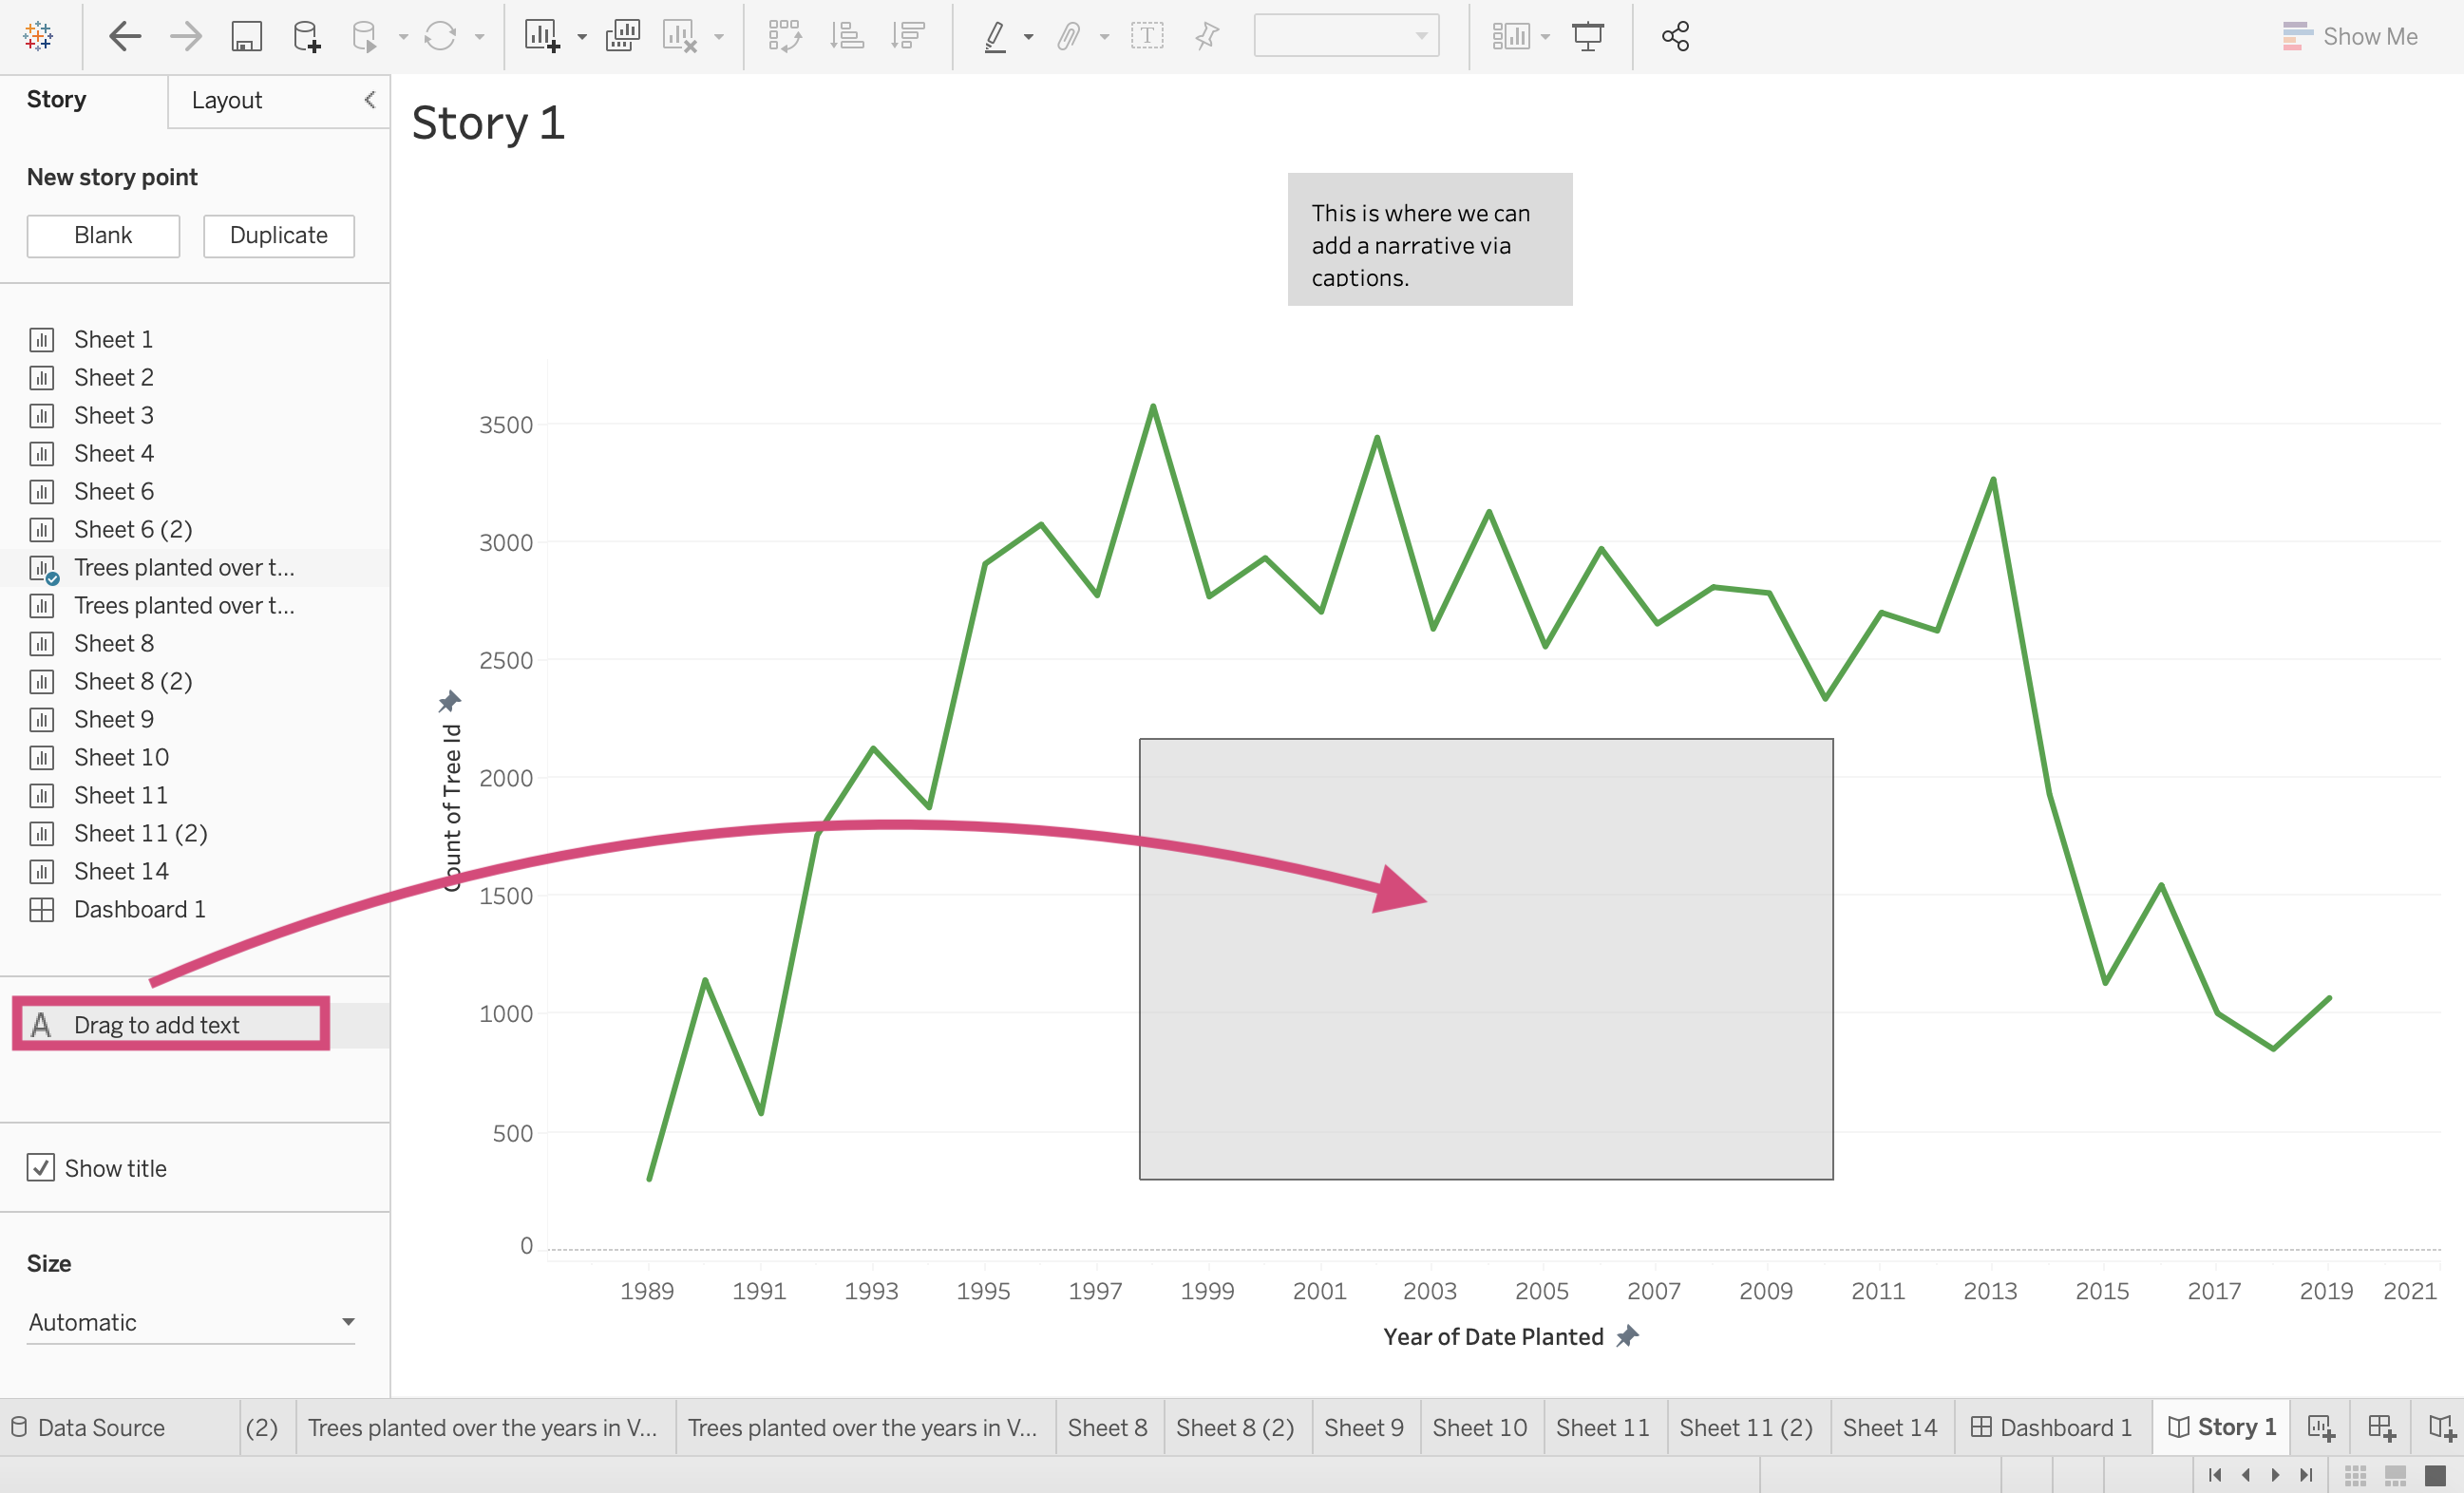 Show Me
Story
Layout
New story point
Blank
Duplicate
Sheet 1
Sheet 2
Sheet 3
Sheet 4
Sheet 6
Sheet 6 (2)
Trees planted over t...
Trees planted over t...
Sheet 8
Sheet 8 (2)
Sheet 9
Sheet 10
Sheet 11
Sheet 11 (2)
Sheet 14
Dashboard 1
A Drag to add text
Show title
Size
Automatic
Story 1
This is where we can
add a narrative via
captions.
Count of Tree Id
3500
3000
2500
2000
1500
1000
500
0
1989 1991 1993 1995 1997 1999 2001 2003 2005 2007 2009 2011 2013 2015 2017 2019 2021
Year of Date Planted
Data Source (2) Trees planted over the years in V... Trees planted over the years in V... Sheet 8 Sheet 8 (2) Sheet 9 Sheet 10 Sheet 11 Sheet 11 (2) Sheet 14 Dashboard 1 Story 1